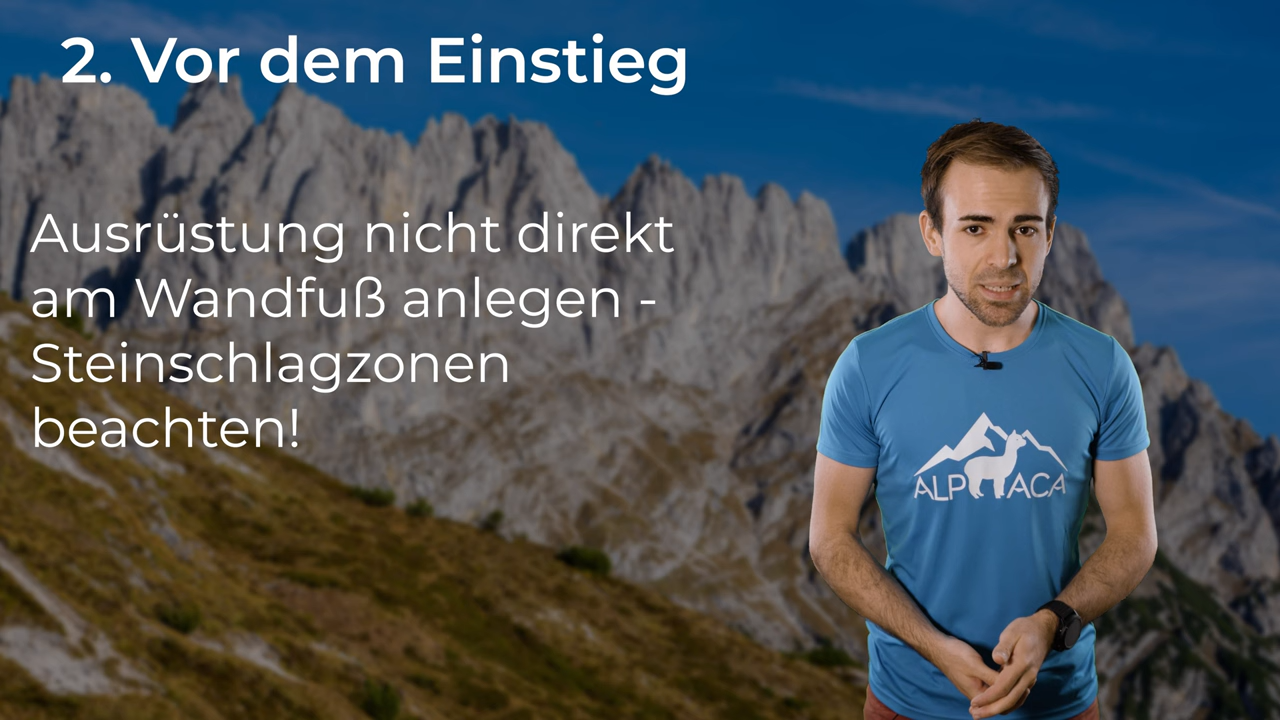 2. Vor dem Einstieg
Ausrüstung nicht direkt
am Wandfuß anlegen -
Steinschlagzonen
beachten!
ALPACA